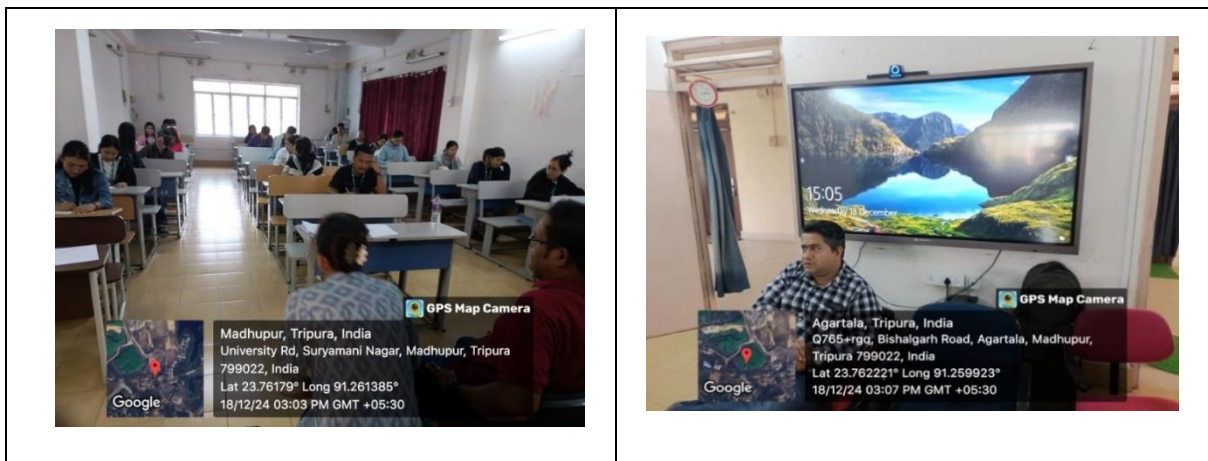 GPS Map Camera
Madhupur, Tripura, India
University Rd, Suryamani Nagar, Madhupur, Tripura
799022, India
Lat 23.76179° Long 91.261385°
18/12/24 03:03 PM GMT +05:30
Google
15:05
Wednesday 18 December
GPS Map Camera
Agartala, Tripura, India
Q765+rgq, Bishalgarh Road, Agartala, Madhupur,
Tripura 799022, India
Lat 23.762221° Long 91.259923°
18/12/24 03:07 PM GMT +05:30
Google